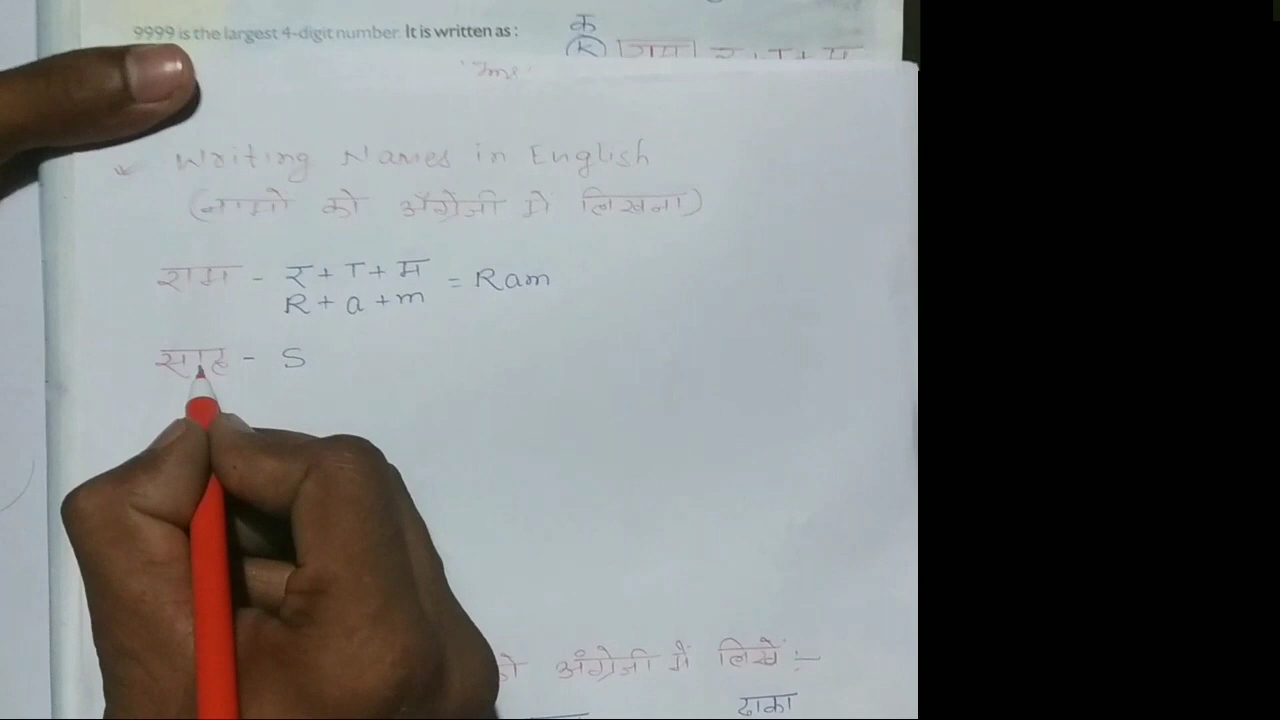 9999 is the largest 4-digit number. It is written as :
क
K राम र + ा + म
Writing Names in English
(नामो को अँग्रेजी में लिखना)
राम - र + ा + म
R + a + m = Ram
साह - S
को अंग्रेजी में लिखें :-
ढाका